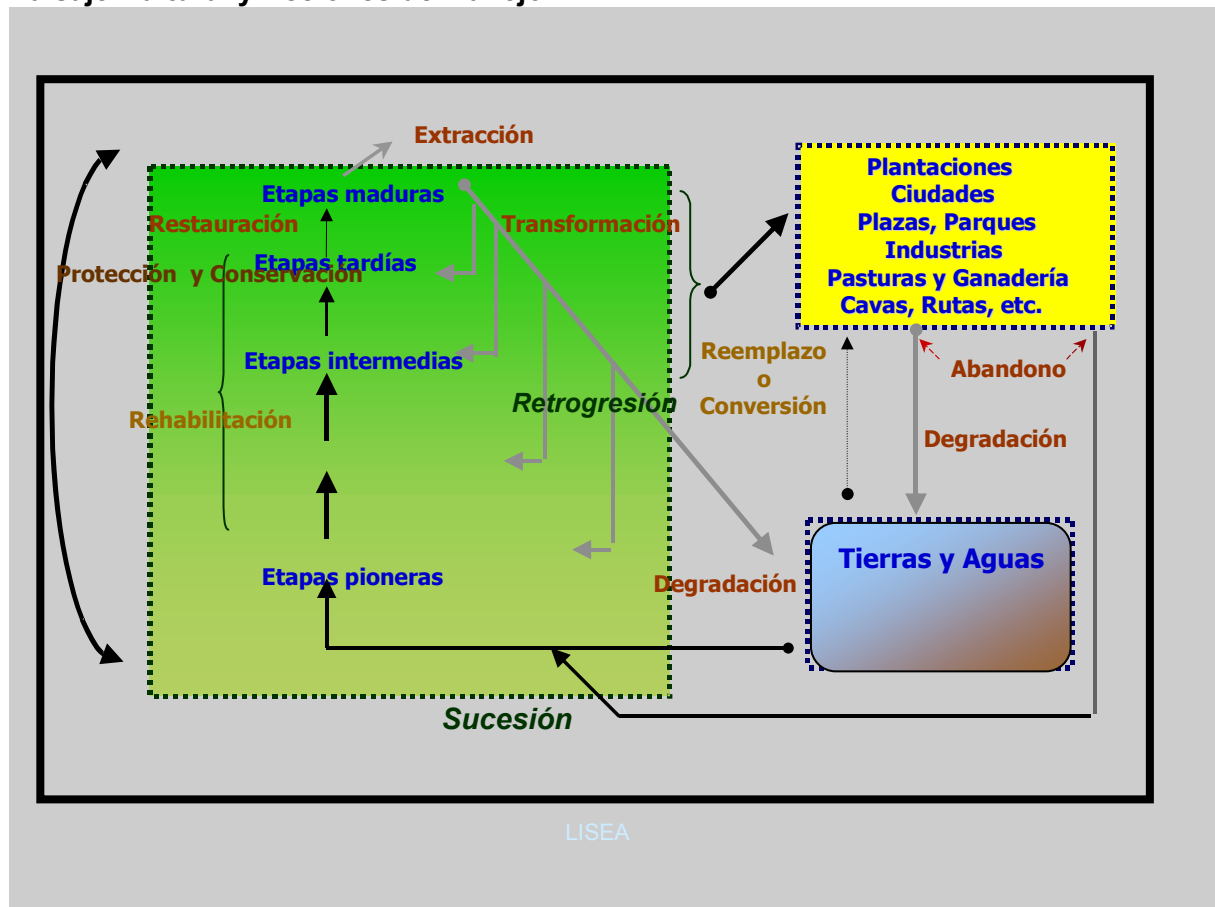 Extracción
Etapas maduras
Restauración
Transformación
Etapas tardías
Protección y Conservación
Etapas intermedias
Rehabilitación
Retrogresión
Etapas pioneras
Sucesión
Plantaciones
Ciudades
Plazas, Parques
Industrias
Pasturas y Ganadería
Cavas, Rutas, etc.
Reemplazo
o
Conversión
Abandono
Degradación
Tierras y Aguas
Degradación
LISEA